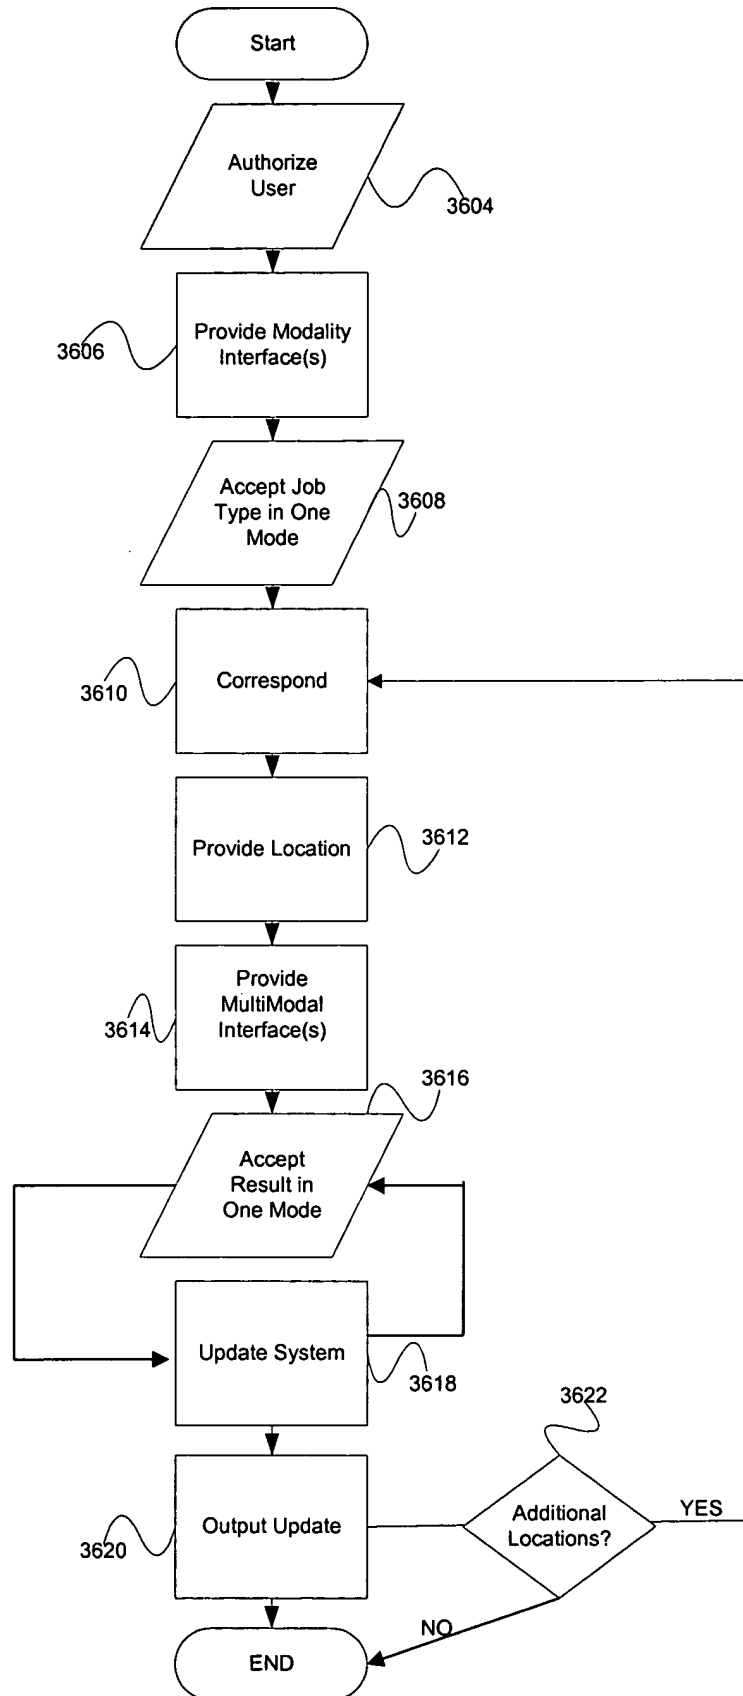 Start
Authorize
User
3604
Provide Modality
Interface(s)
3606
Accept Job
Type in One
Mode
3608
Correspond
3610
Provide Location
3612
Provide
MultiModal
Interface(s)
3614
3616
Accept
Result in
One Mode
Update System
3618
3622
Output Update
3620
Additional
Locations?
YES
NO
END